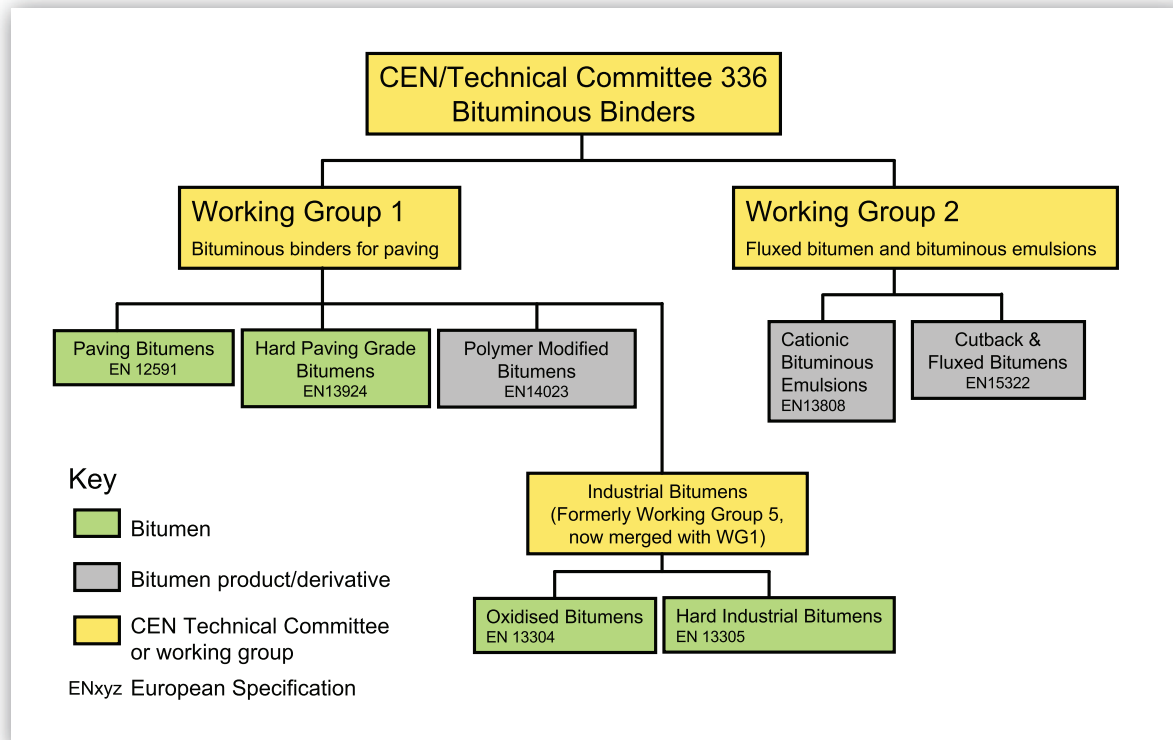 CEN/Technical Committee 336
Bituminous Binders
Working Group 1
Bituminous binders for paving
Working Group 2
Fluxed bitumen and bituminous emulsions
Paving Bitumens
EN 12591
Hard Paving Grade
Bitumens
EN13924
Polymer Modified
Bitumens
EN14023
Cationic
Bituminous
Emulsions
EN13808
Cutback &
Fluxed Bitumens
EN15322
Industrial Bitumens
(Formerly Working Group 5,
now merged with WG1)
Oxidised Bitumens
EN 13304
Hard Industrial Bitumens
EN 13305
Key
Bitumen
Bitumen product/derivative
CEN Technical Committee
or working group
ENxyz European Specification